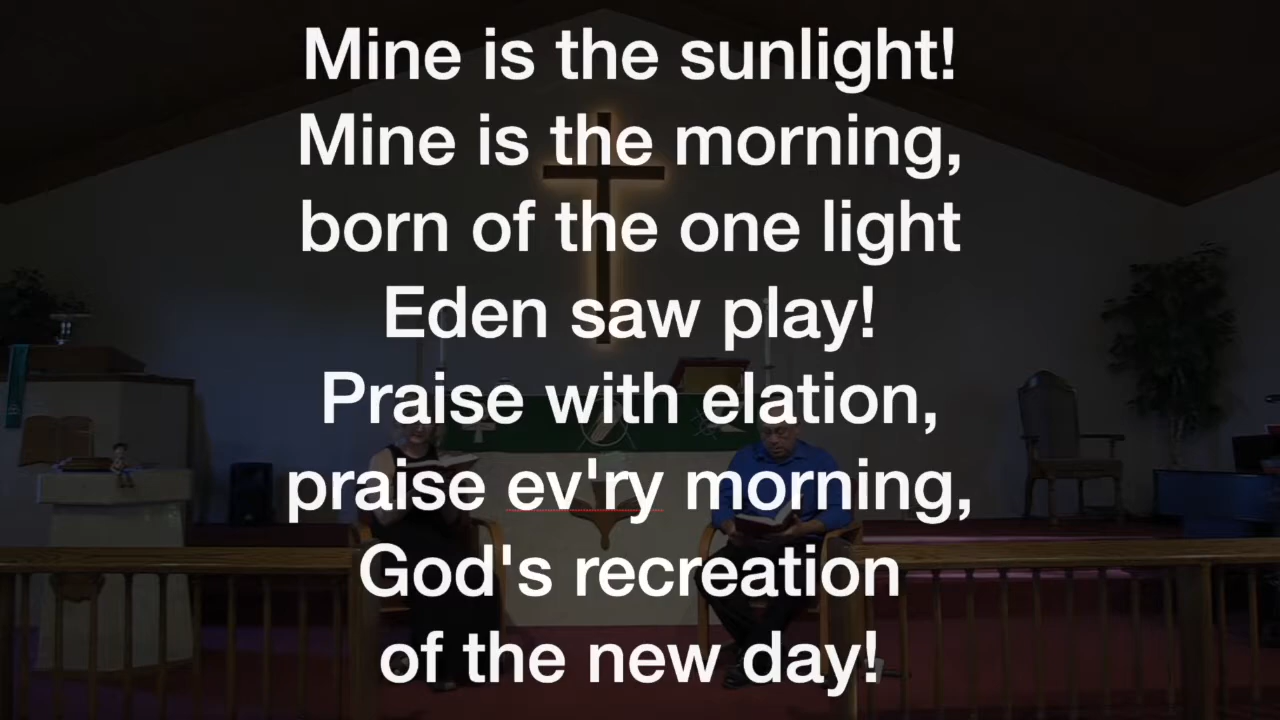 Mine is the sunlight!
Mine is the morning,
born of the one light
Eden saw play!
Praise with elation,
praise ev'ry morning,
God's recreation
of the new day!